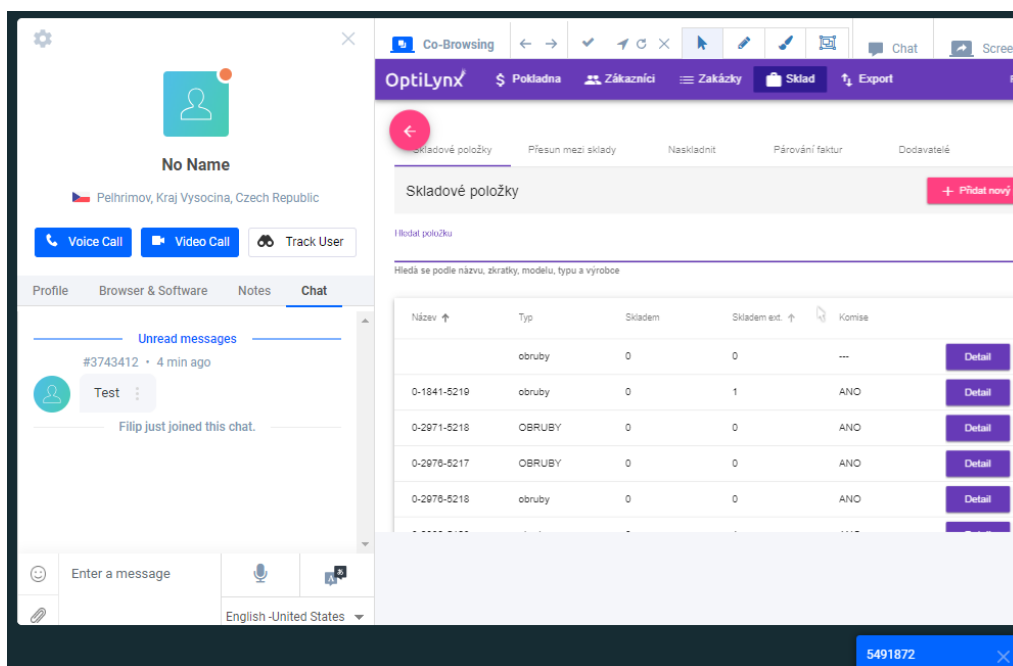 Co-Browsing
Chat
Scree
No Name
Pelhrimov, Kraj Vysocina, Czech Republic
Voice Call
Video Call
Track User
Profile
Browser & Software
Notes
Chat
Unread messages
#3743412 • 4 min ago
Test
Filip just joined this chat.
Enter a message
English -United States
OptiLynx
Pokladna
Zákazníci
Zakázky
Sklad
Export
Skladové položky
Přesun mezi sklady
Naskladnit
Párování faktur
Dodavatelé
Skladové položky
Přidat nový
Hledat položku
Hledá se podle názvu, zkratky, modelu, typu a výrobce
Název Typ Skladem Skladem ext. Komise
obruby 0 0 --- Detail
0-1841-5219 obruby 0 1 ANO Detail
0-2971-5218 OBRUBY 0 0 ANO Detail
0-2976-5217 OBRUBY 0 0 ANO Detail
0-2976-5218 obruby 0 0 ANO Detail
5491872